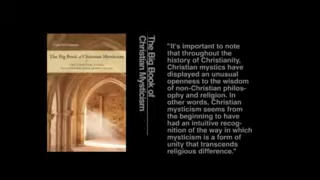 The Big Book of Christian Mysticism
The Big Book of
Christian Mysticism
"It's important to note
that throughout the
history of Christianity,
Christian mystics have
displayed an unusual
openness to the wisdom
of non-Christian philos-
ophy and religion. In
other words, Christian
mysticism seems from
the beginning to have
had an intuitive recog-
nition of the way in which
mysticism is a form of
unity that transcends
religious difference."